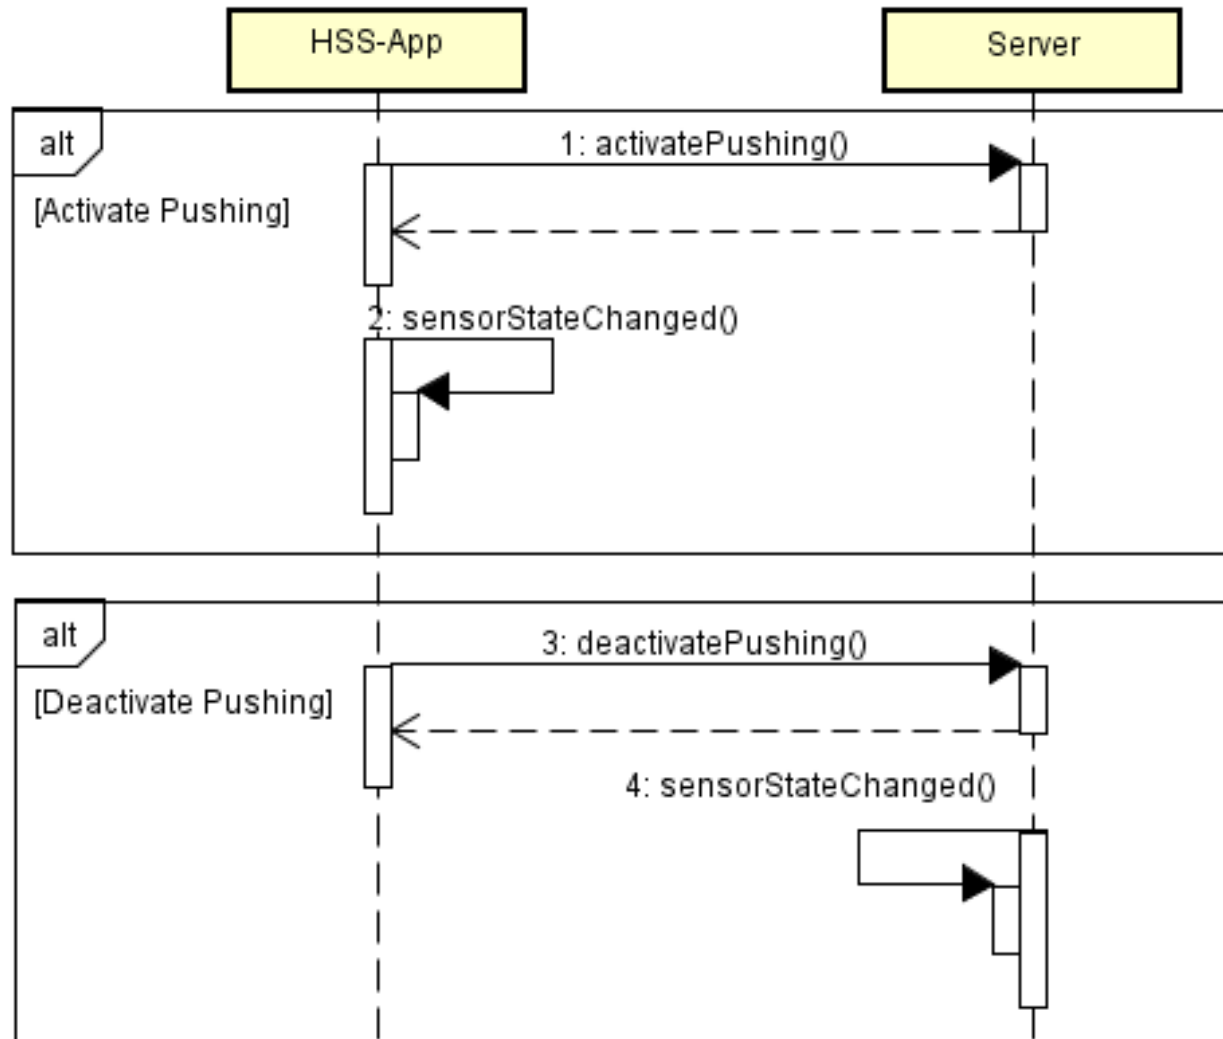 HSS-App
Server
alt
1: activatePushing()
[Activate Pushing]
2: sensorStateChanged()
alt
3: deactivatePushing()
[Deactivate Pushing]
4: sensorStateChanged()